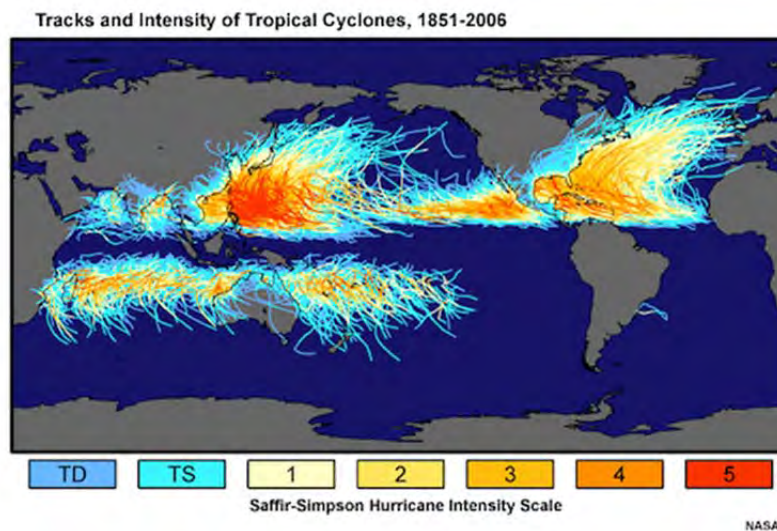 Tracks and Intensity of Tropical Cyclones, 1851-2006
TD TS 1 2 3 4 5
Saffir-Simpson Hurricane Intensity Scale
NASA